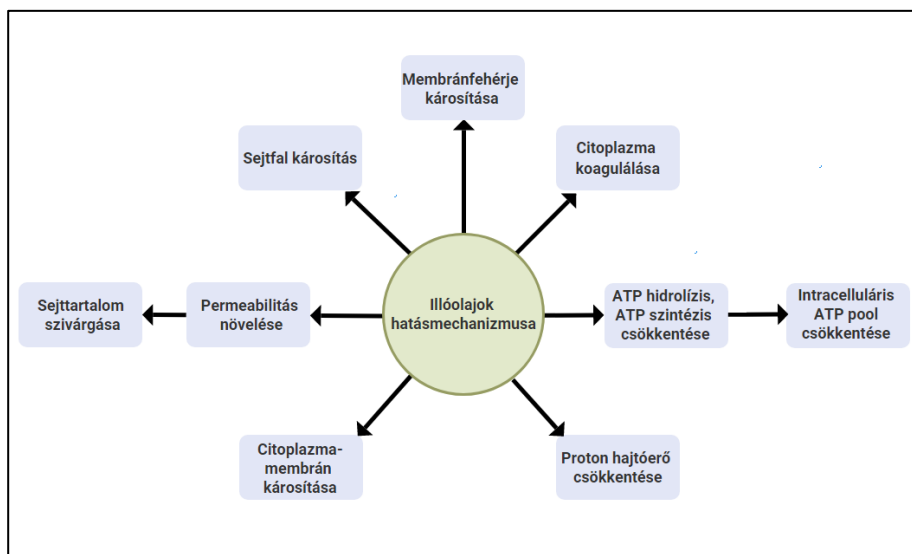 Membránfehérje
károsítása
Sejtfal károsítás
Citoplazma
koagulálása
Sejttartalom
szivárgása
Permeabilitás
növelése
Illóolajok
hatásmechanizmusa
ATP hidrolízis,
ATP szintézis
csökkentése
Intracelluláris
ATP pool
csökkentése
Citoplazma-
membrán
károsítása
Proton hajtóerő
csökkentése